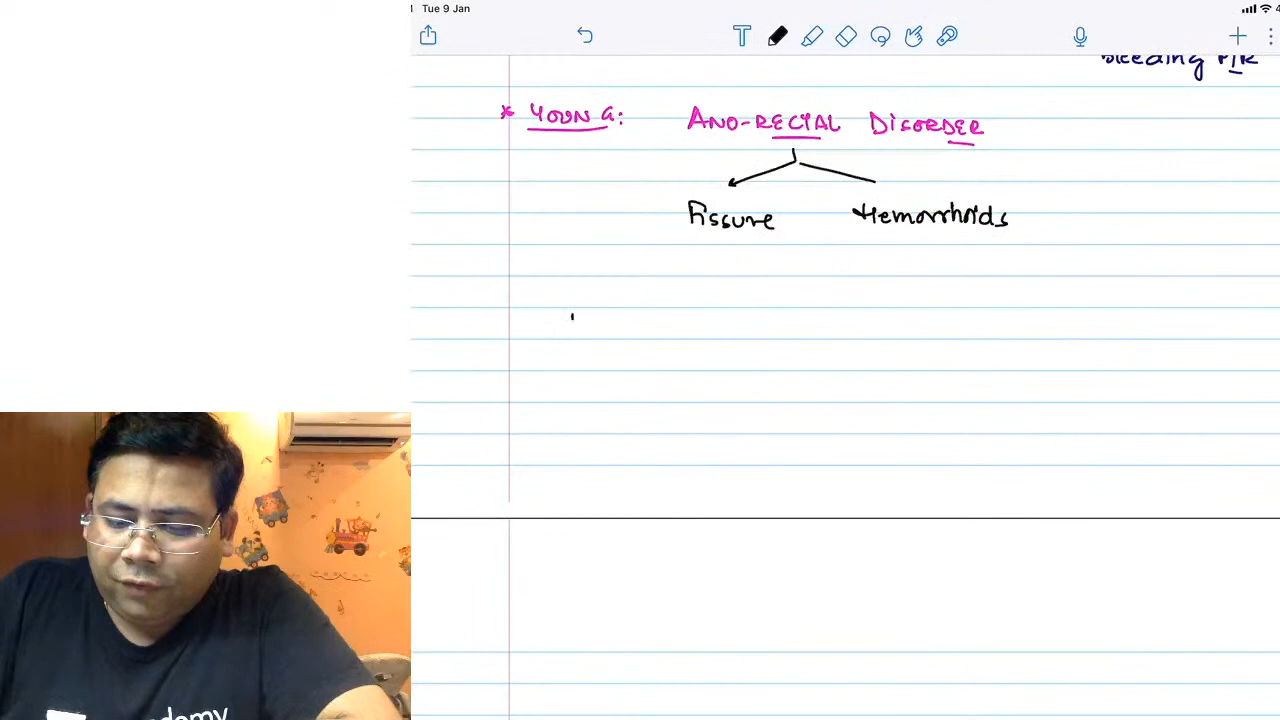 Tue 9 Jan
Bleeding P/R
* YOUNG: ANO-RECTAL DISORDER
Fissure Hemorrhoids